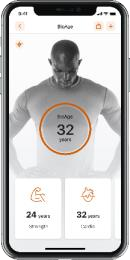 9:41
BioAge
BioAge
32
years
24 years
32 years
Strength
Cardio